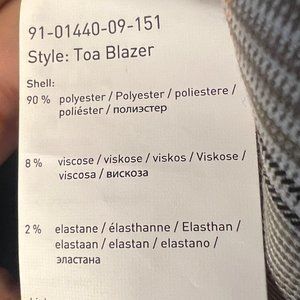 91-01440-09-151
Style: Toa Blazer
Shell:
90 % polyester / Polyester / poliestere /
poliéster / полиэстер
8 % viscose / viskose / viskos / Viskose /
viscosa / вискоза
2 % elastane / élasthanne / Elasthan /
elastaan / elastan / elastano /
эластана